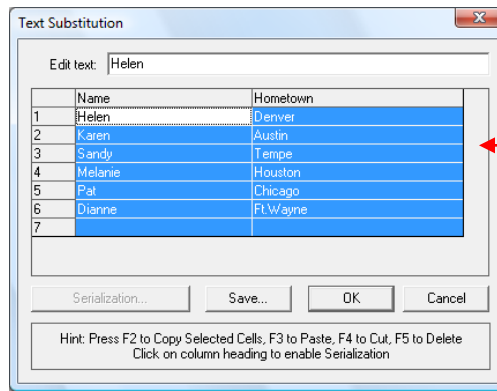 Text Substitution
Edit text: Helen
Name Hometown
1 Helen Denver
2 Karen Austin
3 Sandy Tempe
4 Melanie Houston
5 Pat Chicago
6 Dianne Ft.Wayne
7
Serialization... Save... OK Cancel
Hint: Press F2 to Copy Selected Cells, F3 to Paste, F4 to Cut, F5 to Delete
Click on column heading to enable Serialization